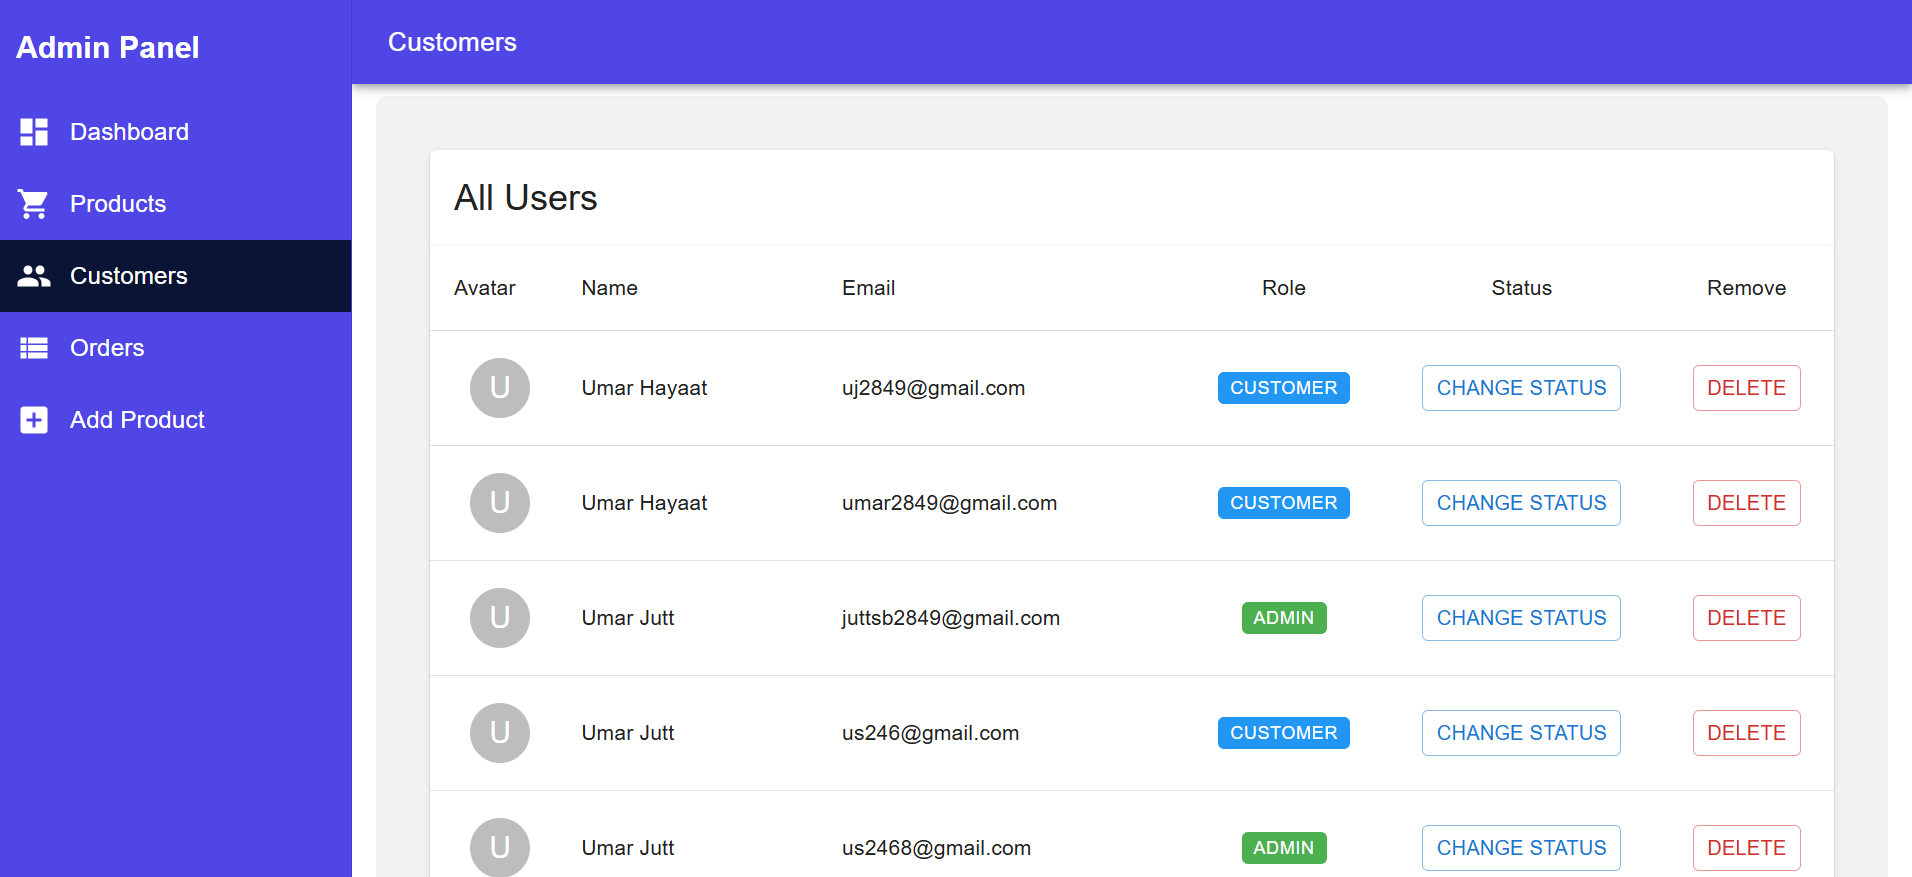 Admin Panel
Customers
Dashboard
Products
Customers
Orders
Add Product
All Users
Avatar Name Email Role Status Remove
U Umar Hayaat uj2849@gmail.com CUSTOMER CHANGE STATUS DELETE
U Umar Hayaat umar2849@gmail.com CUSTOMER CHANGE STATUS DELETE
U Umar Jutt juttsb2849@gmail.com ADMIN CHANGE STATUS DELETE
U Umar Jutt us246@gmail.com CUSTOMER CHANGE STATUS DELETE
U Umar Jutt us2468@gmail.com ADMIN CHANGE STATUS DELETE